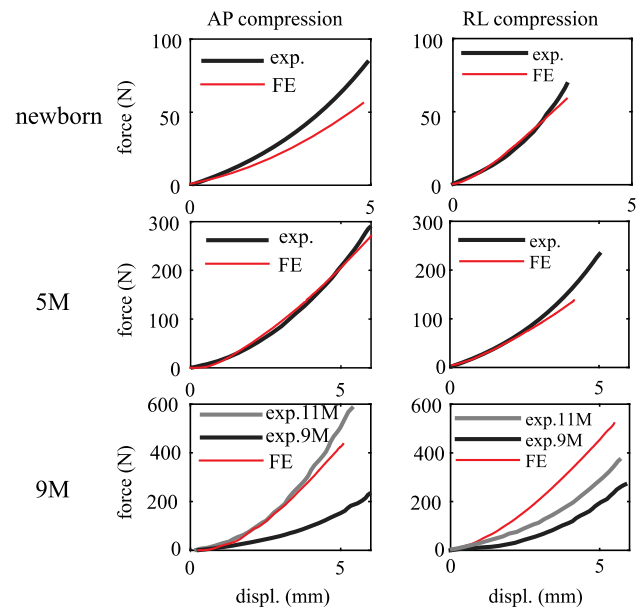 AP compression
RL compression
newborn
force (N)
100
50
0
0
5
exp.
FE
100
50
0
0
5
exp.
FE
5M
force (N)
300
200
100
0
0
5
exp.
FE
300
200
100
0
0
5
exp.
FE
9M
force (N)
600
400
200
0
0
5
exp.11M
exp.9M
FE
displ. (mm)
600
400
200
0
0
5
exp.11M
exp.9M
FE
displ. (mm)